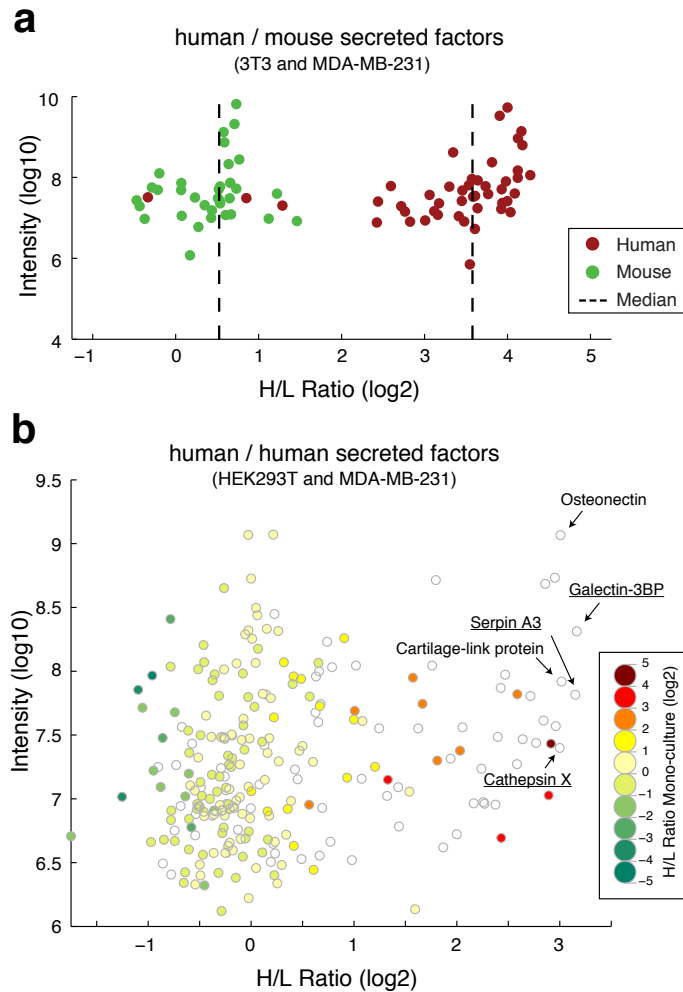 a
human / mouse secreted factors
(3T3 and MDA-MB-231)
Intensity (log10)
10
8
6
4
−1 0 1 2 3 4 5
H/L Ratio (log2)
Human
Mouse
Median
b
human / human secreted factors
(HEK293T and MDA-MB-231)
Intensity (log10)
9.5
9
8.5
8
7.5
7
6.5
6
−1 0 1 2 3
H/L Ratio (log2)
Osteonectin
Galectin-3BP
Serpin A3
Cartilage-link protein
Cathepsin X
5
4
3
2
1
0
-1
-2
-3
-4
-5
H/L Ratio Mono-culture (log2)